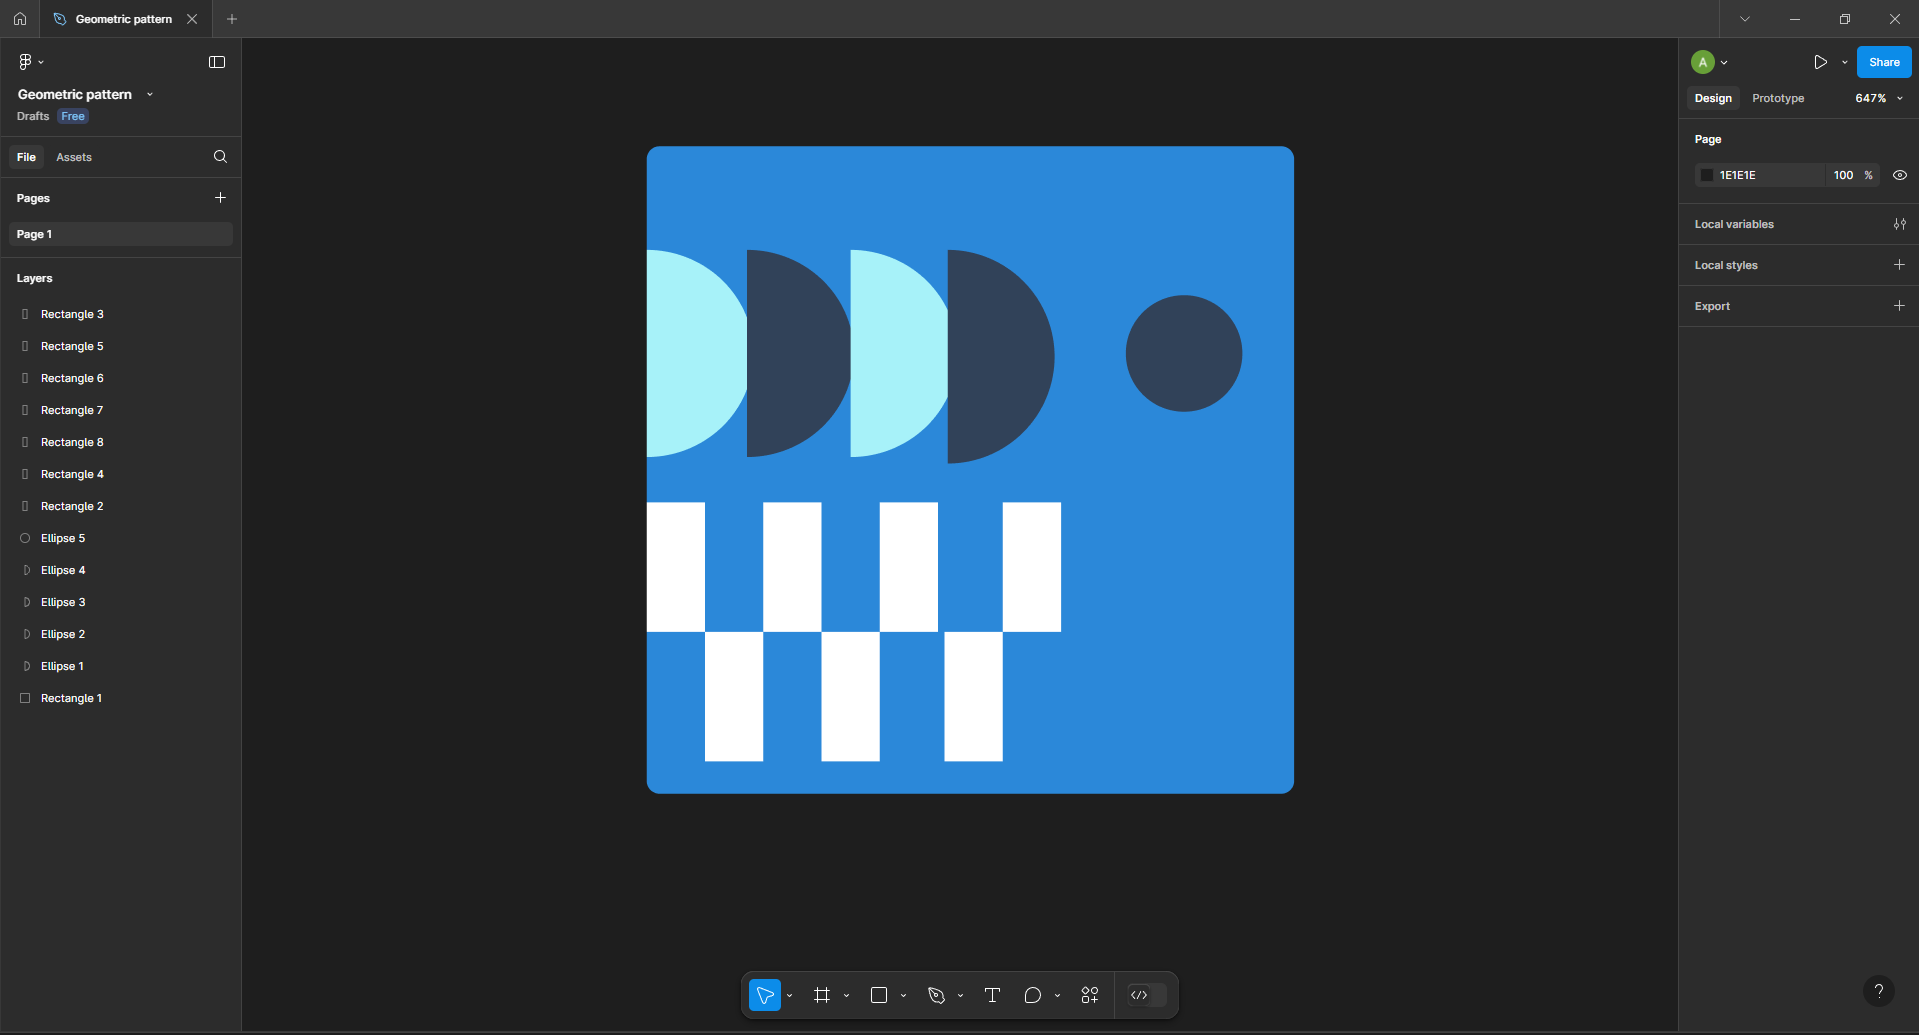 Geometric pattern
Geometric pattern
Drafts Free
File Assets
Pages
Page 1
Layers
Rectangle 3
Rectangle 5
Rectangle 6
Rectangle 7
Rectangle 8
Rectangle 4
Rectangle 2
Ellipse 5
Ellipse 4
Ellipse 3
Ellipse 2
Ellipse 1
Rectangle 1
A
Share
Design Prototype 647%
Page
1E1E1E 100 %
Local variables
Local styles
Export
?